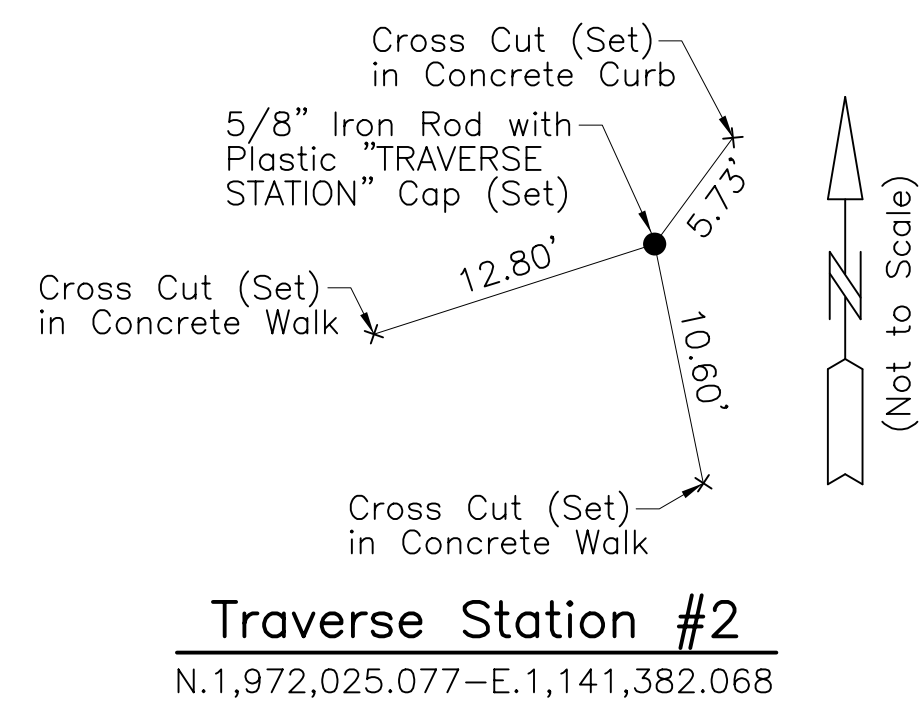 Cross Cut (Set)
in Concrete Curb
5/8" Iron Rod with
Plastic "TRAVERSE
STATION" Cap (Set)
5.73'
12.80'
Cross Cut (Set)
in Concrete Walk
10.60'
Cross Cut (Set)
in Concrete Walk
N
(Not to Scale)
Traverse Station #2
N.1,972,025.077–E.1,141,382.068